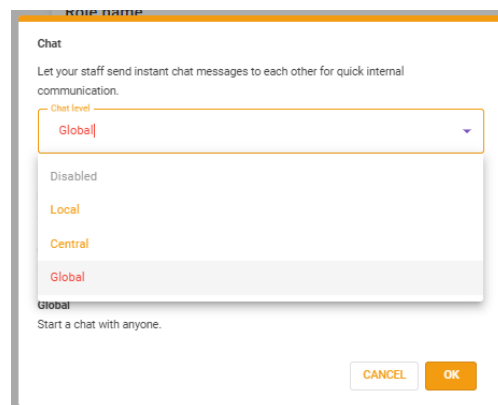 Role name
Chat
Let your staff send instant chat messages to each other for quick internal
communication.
Chat level
Global
Disabled
Local
Central
Global
Global
Start a chat with anyone.
CANCEL
OK